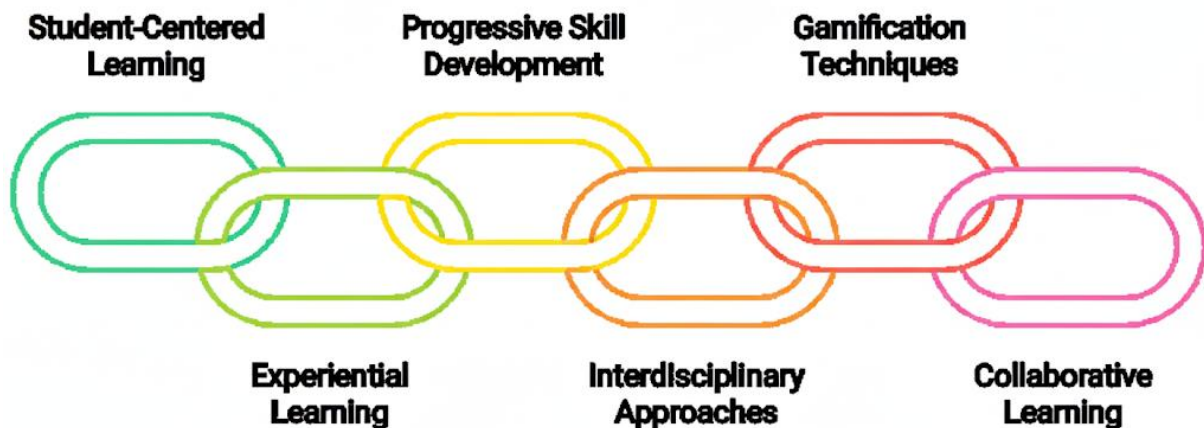 Student-Centered
Learning
Progressive Skill
Development
Gamification
Techniques
Experiential
Learning
Interdisciplinary
Approaches
Collaborative
Learning